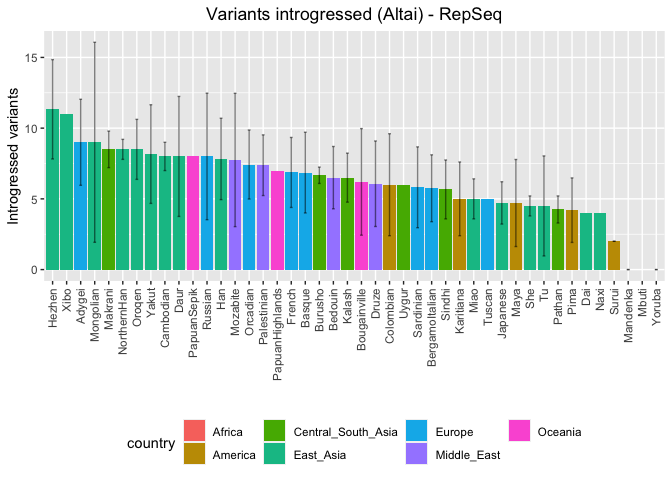 Variants introgressed (Altai) - RepSeq
Introgressed variants
15
10
5
0
Hezhen
Xibo
Adygei
Mongolian
Makrani
NorthernHan
Oroqen
Yakut
Cambodian
Daur
PapuanSepik
Russian
Han
Mozabite
Orcadian
Palestinian
PapuanHighlands
French
Basque
Burusho
Bedouin
Kalash
Bougainville
Druze
Colombian
Uygur
Sardinian
BergamoItalian
Sindhi
Karitiana
Miao
Tuscan
Japanese
Maya
She
Tu
Pathan
Pima
Dai
Naxi
Surui
Mandenka
Mbuti
Yoruba
country
Africa
America
Central_South_Asia
East_Asia
Europe
Middle_East
Oceania